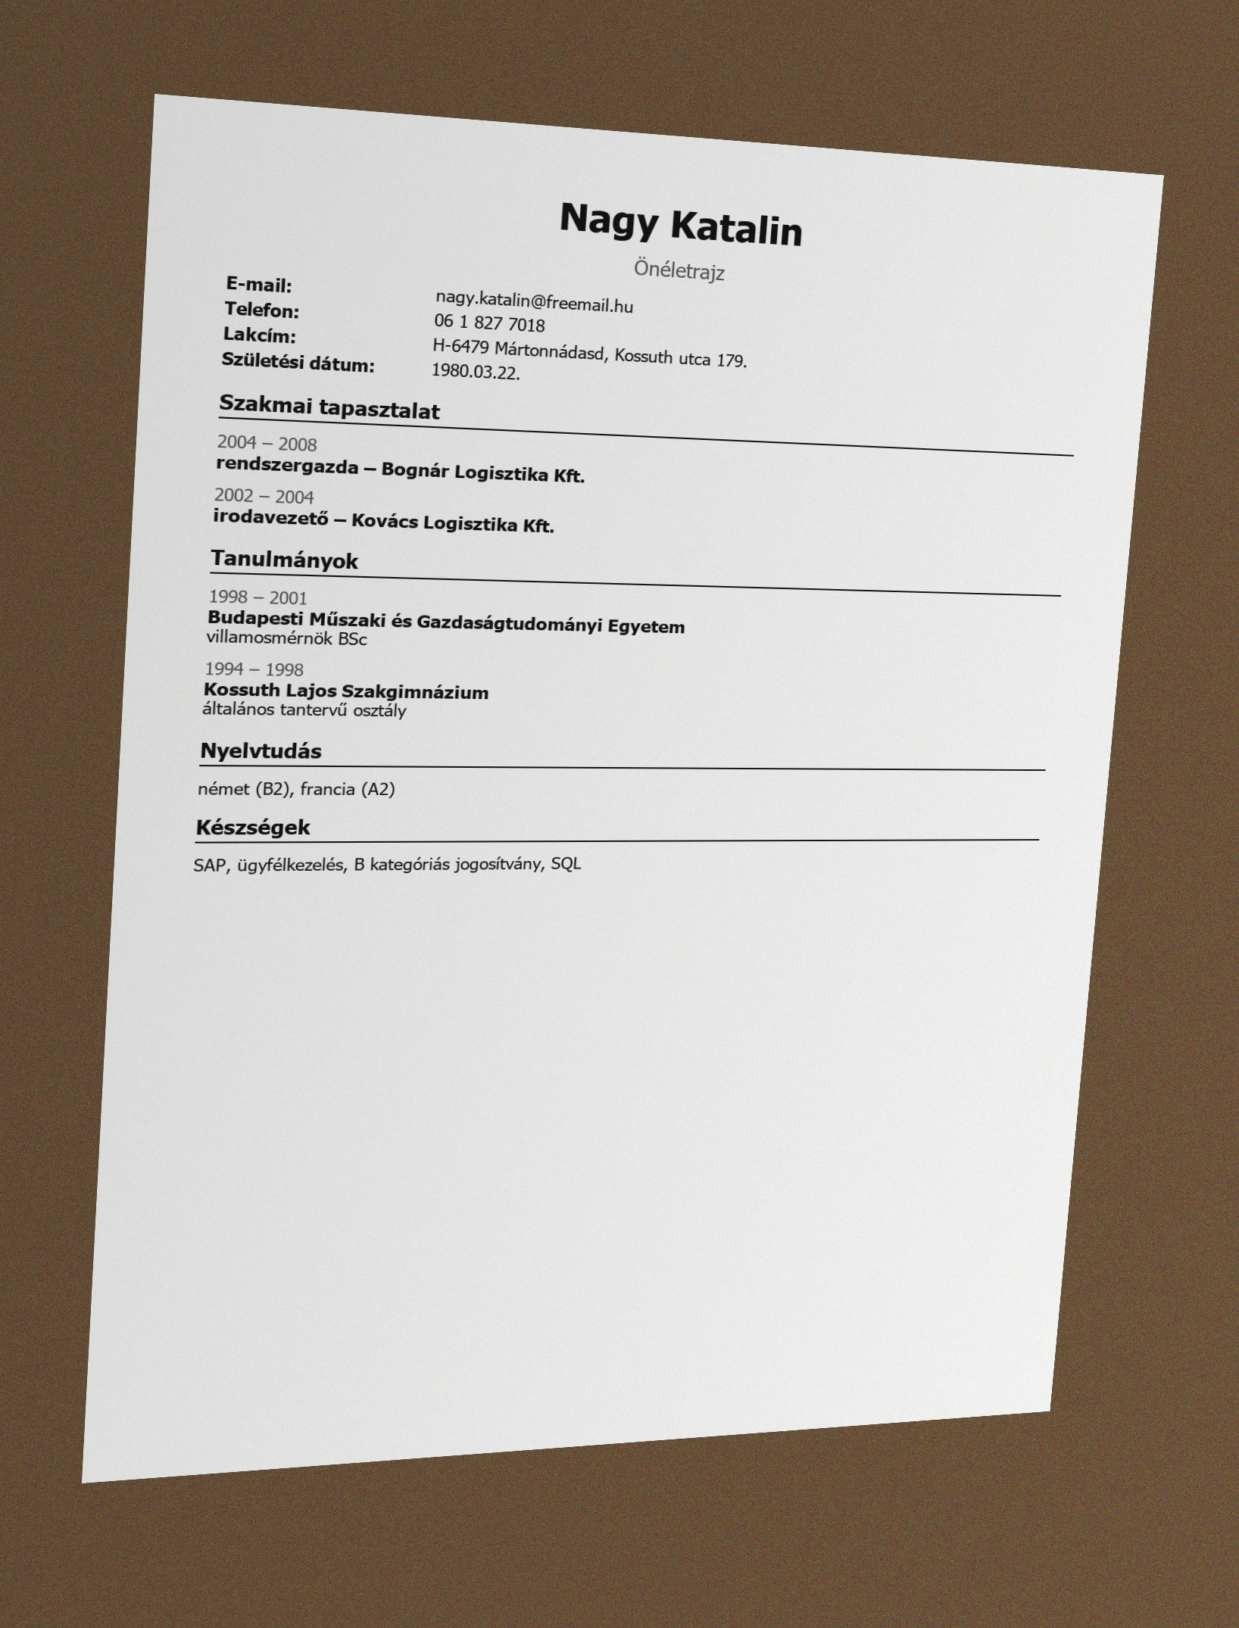 Nagy Katalin
Önéletrajz
E-mail: nagy.katalin@freemail.hu
Telefon: 06 1 827 7018
Lakcím: H-6479 Mártonnádasd, Kossuth utca 179.
Születési dátum: 1980.03.22.
Szakmai tapasztalat
2004 – 2008
rendszergazda – Bognár Logisztika Kft.
2002 – 2004
irodavezető – Kovács Logisztika Kft.
Tanulmányok
1998 – 2001
Budapesti Műszaki és Gazdaságtudományi Egyetem
villamosmérnök BSc
1994 – 1998
Kossuth Lajos Szakgimnázium
általános tantervű osztály
Nyelvtudás
német (B2), francia (A2)
Készségek
SAP, ügyfélkezelés, B kategóriás jogosítvány, SQL